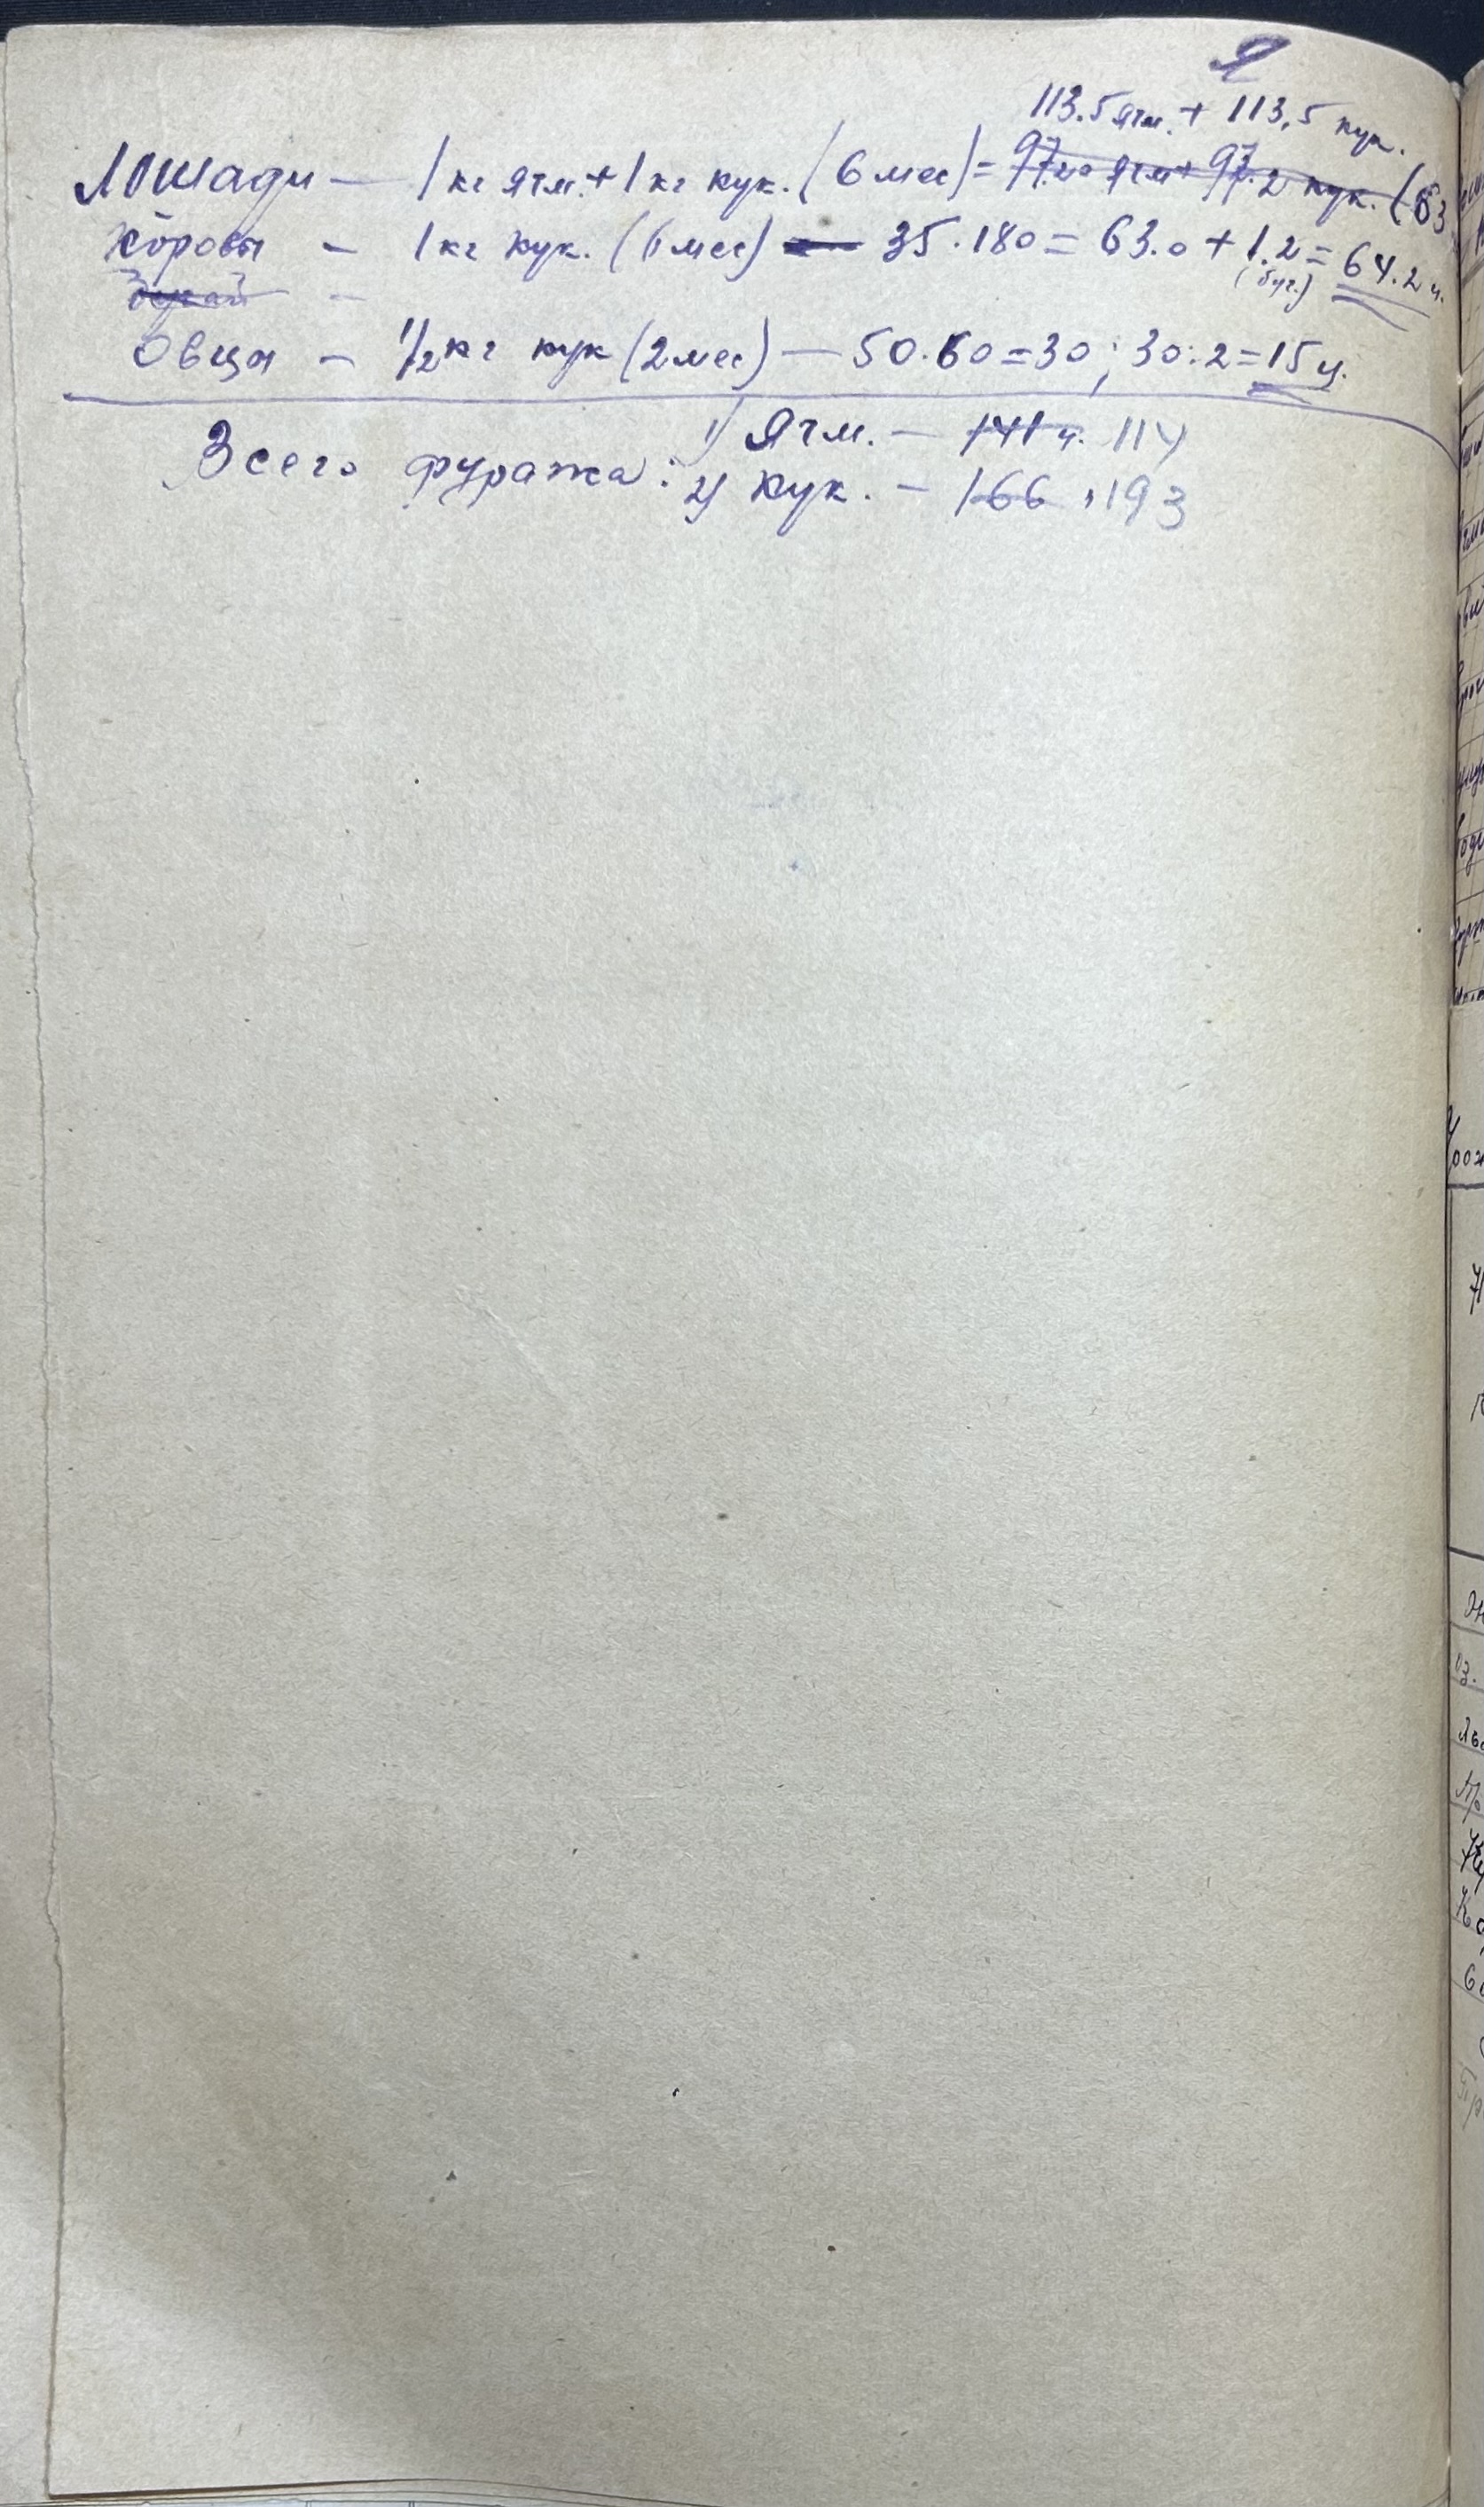 113.5 ячм. + 113,5 кук.
Лошади — 1 кг ячм. + 1 кг кук. (6 мес) = 97.20 ячм + 97.2 кук. (63
Коровы — 1 кг кук. (6 мес) — 35.180 = 63.0 + 1.2 = 64.2 ц.
(буг.)
Овцы — 1/2 кг кук (2 мес) — 50.60 = 30; 30:2 = 15 ц.
Всего фуража: 1) Ячм. — 141 ц. 114
2) Кук. — 166, 193